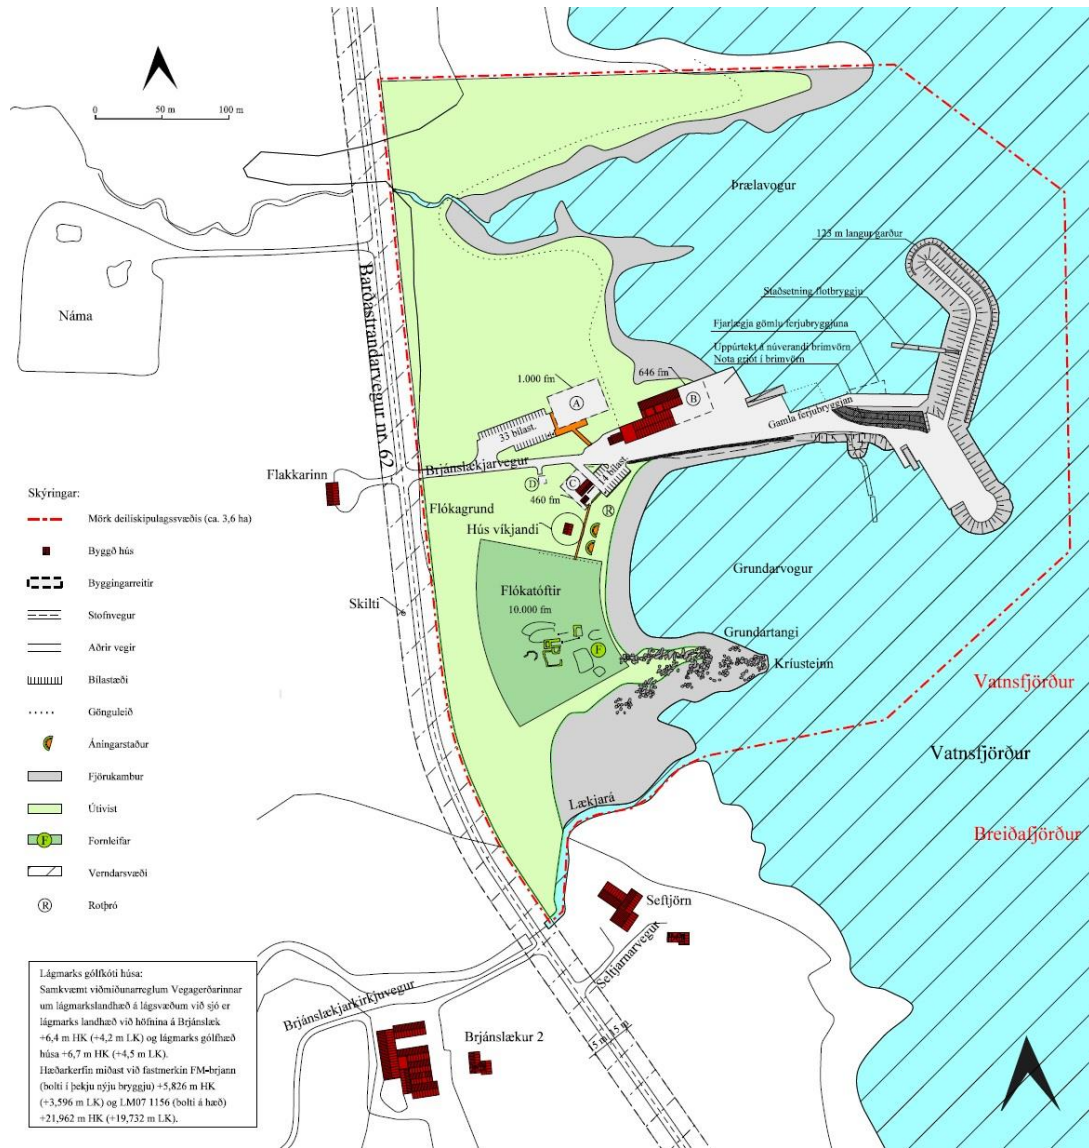 0
50 m
100 m
Þrælavogur
123 m langur garður
Staðsetning flotbryggju
Fjarlægja gömlu ferjubryggjuna
Uppúrtekt á núverandi brimvörn
Nota grjót í brimvörn
Náma
Barðastrandarvegur nr. 62
1.000 fm
A
646 fm
B
Gamla ferjubryggjan
33 bílast.
Brjánslækjarvegur
14 bílast.
Flakkarinn
D
C
460 fm
R
Flókagrund
Hús víkjandi
Skýringar:
Mörk deiliskipulagssvæðis (ca. 3,6 ha)
Byggð hús
Byggingarreitir
Stofnvegur
Aðrir vegir
Bílastæði
Gönguleið
Áningarstaður
Fjörukambur
Útivist
F Fornleifar
Verndarsvæði
R Rotþró
Skilti
Flókatóftir
10.000 fm
F
Grundarvogur
Grundartangi
Kríusteinn
Vatnsfjörður
Vatnsfjörður
Breiðafjörður
Lækjará
Seftjörn
Seltjarnarvegur
15 m
15 m
Brjánslækjarkirkjuvegur
Brjánslækur 2
Lágmarks gólfkóti húsa:
Samkvæmt viðmiðunarreglum Vegagerðarinnar
um lágmarkslandhæð á lágsvæðum við sjó er
lágmarks landhæð við höfnina á Brjánslæk
+6,4 m HK (+4,2 m LK) og lágmarks gólfhæð
húsa +6,7 m HK (+4,5 m LK).
Hæðarkerfin miðast við fastmerkin FM-brjann
(bolti í þekju nýju bryggju) +5,826 m HK
(+3,596 m LK) og LM07 1156 (bolti á hæð)
+21,962 m HK (+19,732 m LK).